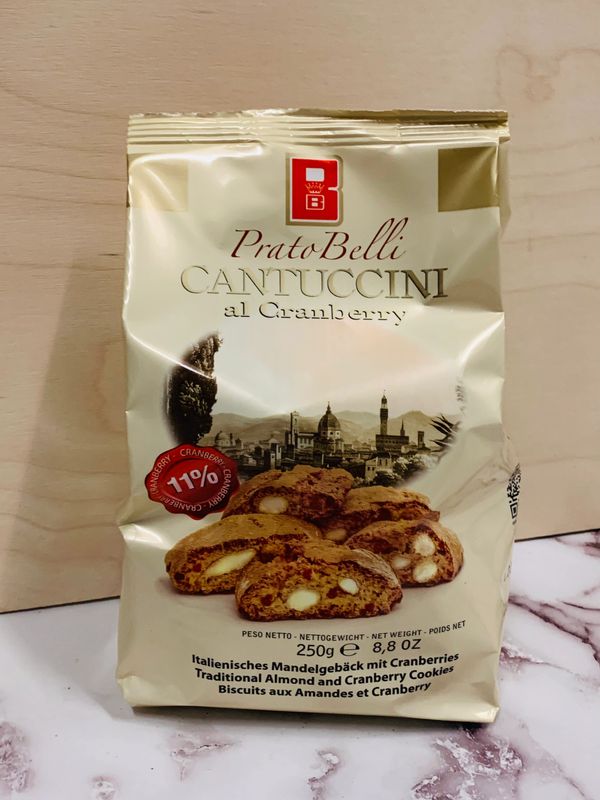 B
PratoBelli
CANTUCCINI
al Cranberry
CRANBERRY - CRANBERRY - CRANBERRY - CRANBERRY
11%
PESO NETTO - NETTOGEWICHT - NET WEIGHT - POIDS NET
250g ℮ 8,8 OZ
Italienisches Mandelgebäck mit Cranberries
Traditional Almond and Cranberry Cookies
Biscuits aux Amandes et Cranberry